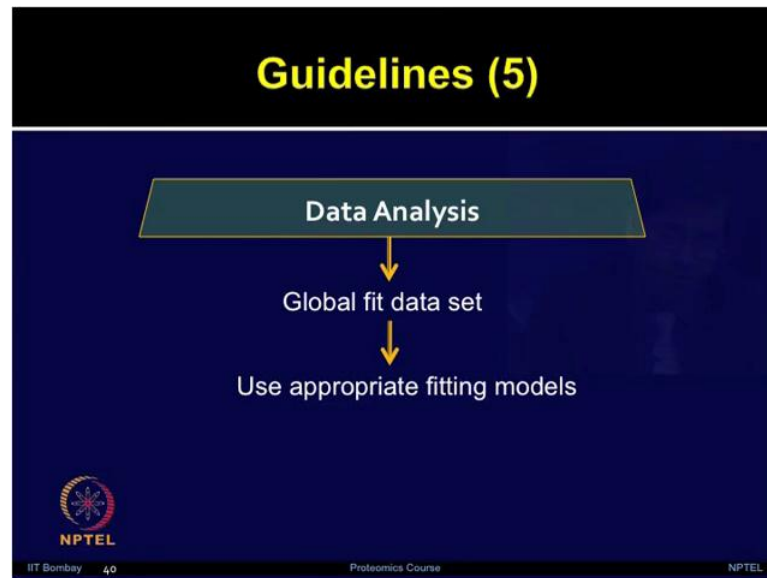 Guidelines (5)
Data Analysis
Global fit data set
Use appropriate fitting models
NPTEL
IIT Bombay 40 Proteomics Course NPTEL